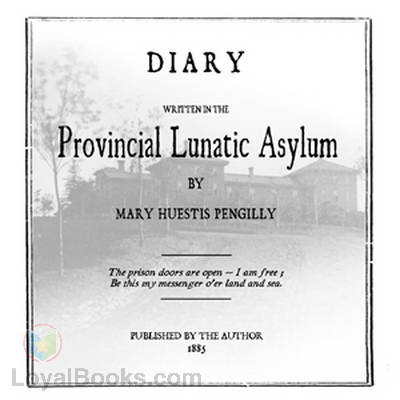 DIARY
WRITTEN IN THE
Provincial Lunatic Asylum
BY
MARY HUESTIS PENGILLY
The prison doors are open — I am free;
Be this my messenger o'er land and sea.
PUBLISHED BY THE AUTHOR
1885
LoyalBooks.com